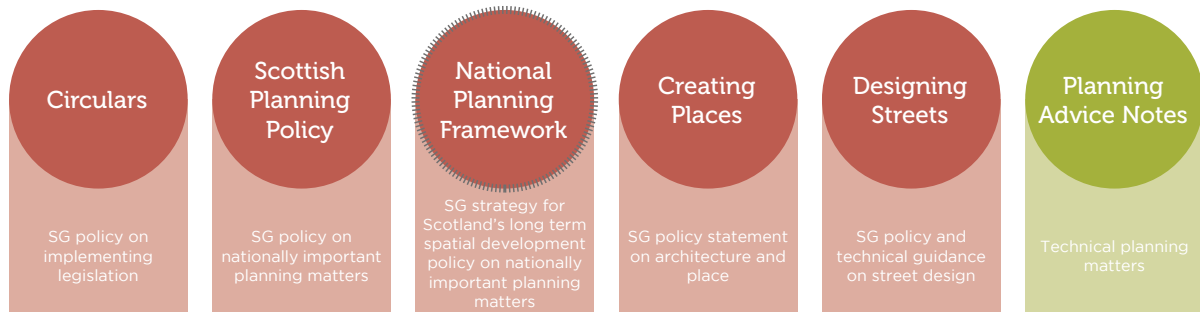 Circulars
SG policy on
implementing
legislation
Scottish
Planning
Policy
SG policy on
nationally important
planning matters
National
Planning
Framework
SG strategy for
Scotland's long term
spatial development
policy on nationally
important planning
matters
Creating
Places
SG policy statement
on architecture and
place
Designing
Streets
SG policy and
technical guidance
on street design
Planning
Advice Notes
Technical planning
matters